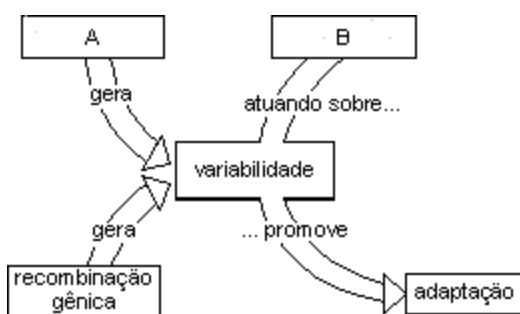 A
B
gera
atuando sobre...
variabilidade
gera
... promove
recombinação
gênica
adaptação